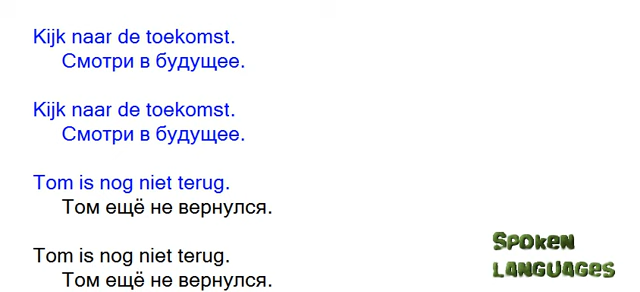 Kijk naar de toekomst.
Смотри в будущее.
Kijk naar de toekomst.
Смотри в будущее.
Tom is nog niet terug.
Том ещё не вернулся.
Tom is nog niet terug.
Том ещё не вернулся.
Spoken
Languages